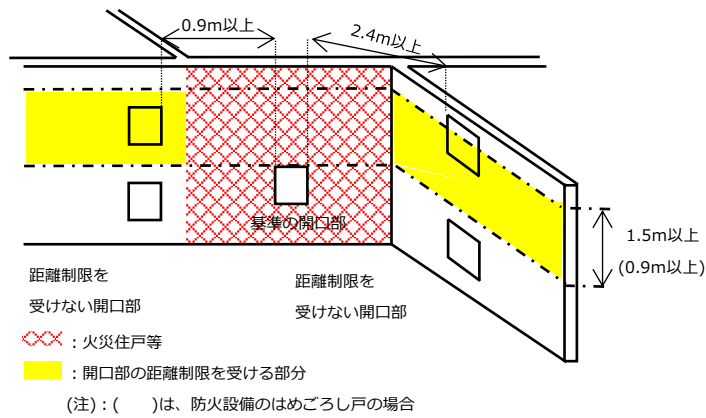 0.9m以上
2.4m以上
基準の開口部
1.5m以上
(0.9m以上)
距離制限を
受けない開口部
距離制限を
受けない開口部
：火災住戸等
：開口部の距離制限を受ける部分
(注)：(　　)は、防火設備のはめごろし戸の場合